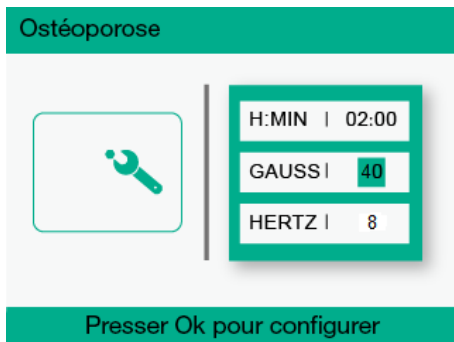 Ostéoporose
H:MIN | 02:00
GAUSS | 40
HERTZ | 8
Presser Ok pour configurer